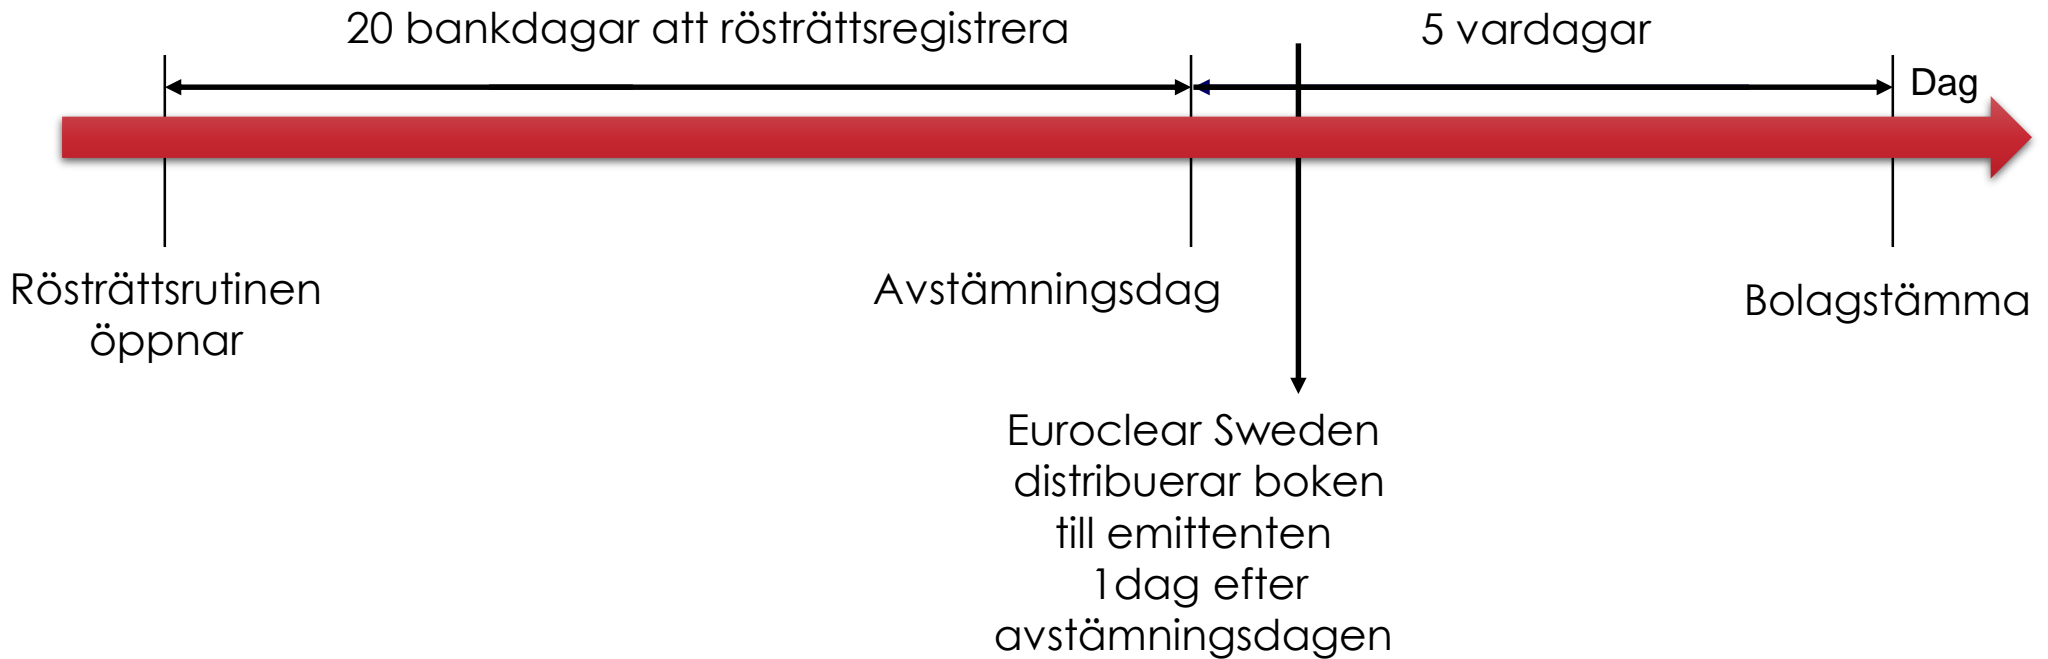 20 bankdagar att rösträttsregistrera
5 vardagar
Dag
Rösträttsrutinen
öppnar
Avstämningsdag
Bolagstämma
Euroclear Sweden
distribuerar boken
till emittenten
1dag efter
avstämningsdagen